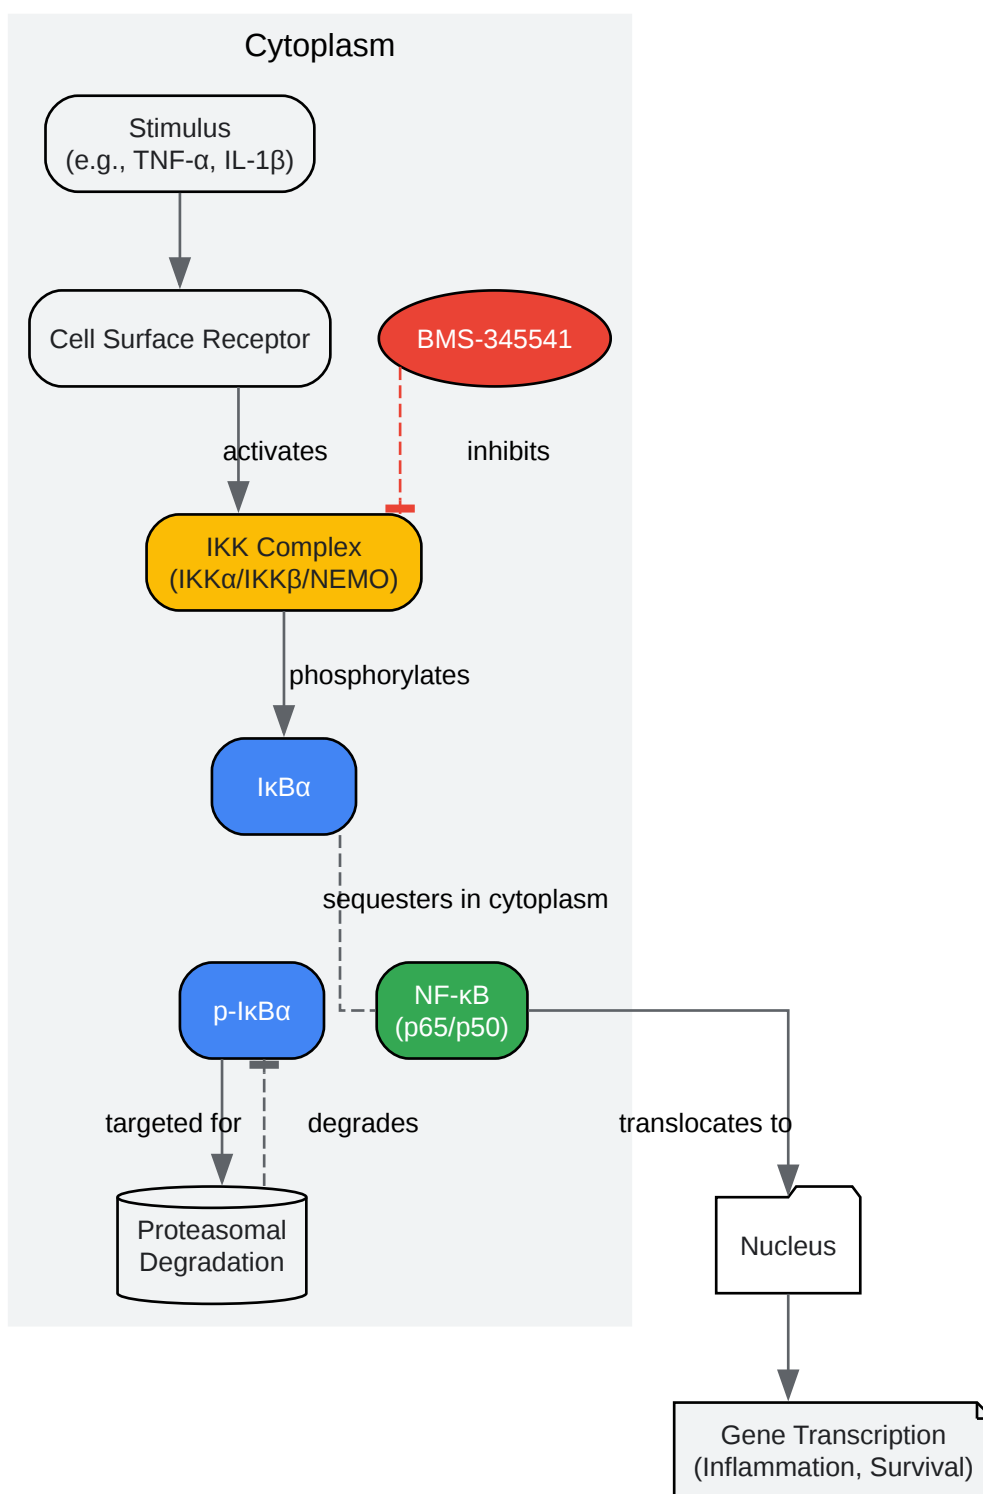 Cytoplasm
Stimulus
(e.g., TNF-α, IL-1β)
Cell Surface Receptor
BMS-345541
activates
inhibits
IKK Complex
(IKKα/IKKβ/NEMO)
phosphorylates
IκBα
sequesters in cytoplasm
p-IκBα
NF-κB
(p65/p50)
targeted for
degrades
translocates to
Proteasomal
Degradation
Nucleus
Gene Transcription
(Inflammation, Survival)